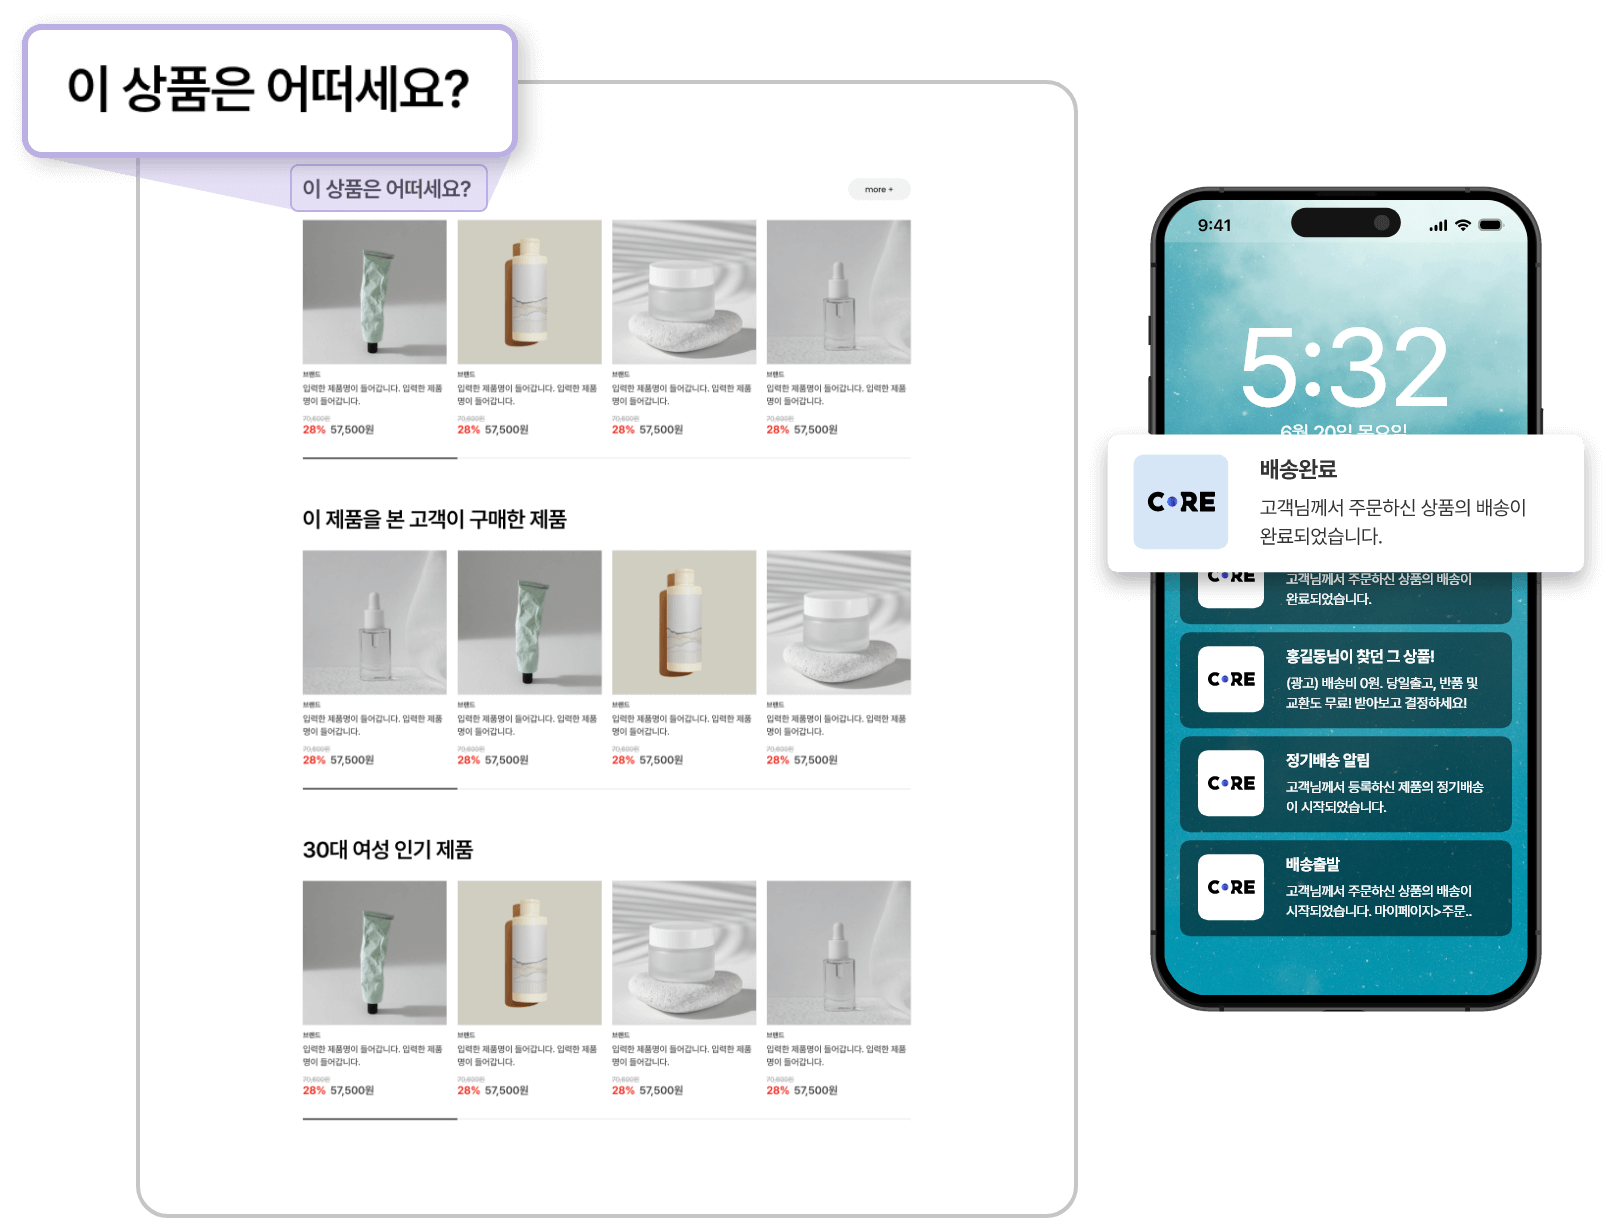 이 상품은 어떠세요?
이 상품은 어떠세요?
more +
브랜드
입력한 제품명이 들어갑니다. 입력한 제품
명이 들어갑니다.
70,600원
28% 57,500원
브랜드
입력한 제품명이 들어갑니다. 입력한 제품
명이 들어갑니다.
70,600원
28% 57,500원
브랜드
입력한 제품명이 들어갑니다. 입력한 제품
명이 들어갑니다.
70,600원
28% 57,500원
브랜드
입력한 제품명이 들어갑니다. 입력한 제품
명이 들어갑니다.
70,600원
28% 57,500원
이 제품을 본 고객이 구매한 제품
브랜드
입력한 제품명이 들어갑니다. 입력한 제품
명이 들어갑니다.
70,600원
28% 57,500원
브랜드
입력한 제품명이 들어갑니다. 입력한 제품
명이 들어갑니다.
70,600원
28% 57,500원
브랜드
입력한 제품명이 들어갑니다. 입력한 제품
명이 들어갑니다.
70,600원
28% 57,500원
브랜드
입력한 제품명이 들어갑니다. 입력한 제품
명이 들어갑니다.
70,600원
28% 57,500원
30대 여성 인기 제품
브랜드
입력한 제품명이 들어갑니다. 입력한 제품
명이 들어갑니다.
70,600원
28% 57,500원
브랜드
입력한 제품명이 들어갑니다. 입력한 제품
명이 들어갑니다.
70,600원
28% 57,500원
브랜드
입력한 제품명이 들어갑니다. 입력한 제품
명이 들어갑니다.
70,600원
28% 57,500원
브랜드
입력한 제품명이 들어갑니다. 입력한 제품
명이 들어갑니다.
70,600원
28% 57,500원
9:41
5:32
6월 20일 목요일
CORE
배송완료
고객님께서 주문하신 상품의 배송이
완료되었습니다.
CORE
고객님께서 주문하신 상품의 배송이
완료되었습니다.
CORE
홍길동님이 찾던 그 상품!
(광고) 배송비 0원. 당일출고, 반품 및
교환도 무료! 받아보고 결정하세요!
CORE
정기배송 알림
고객님께서 등록하신 제품의 정기배송
이 시작되었습니다.
CORE
배송출발
고객님께서 주문하신 상품의 배송이
시작되었습니다. 마이페이지>주문..